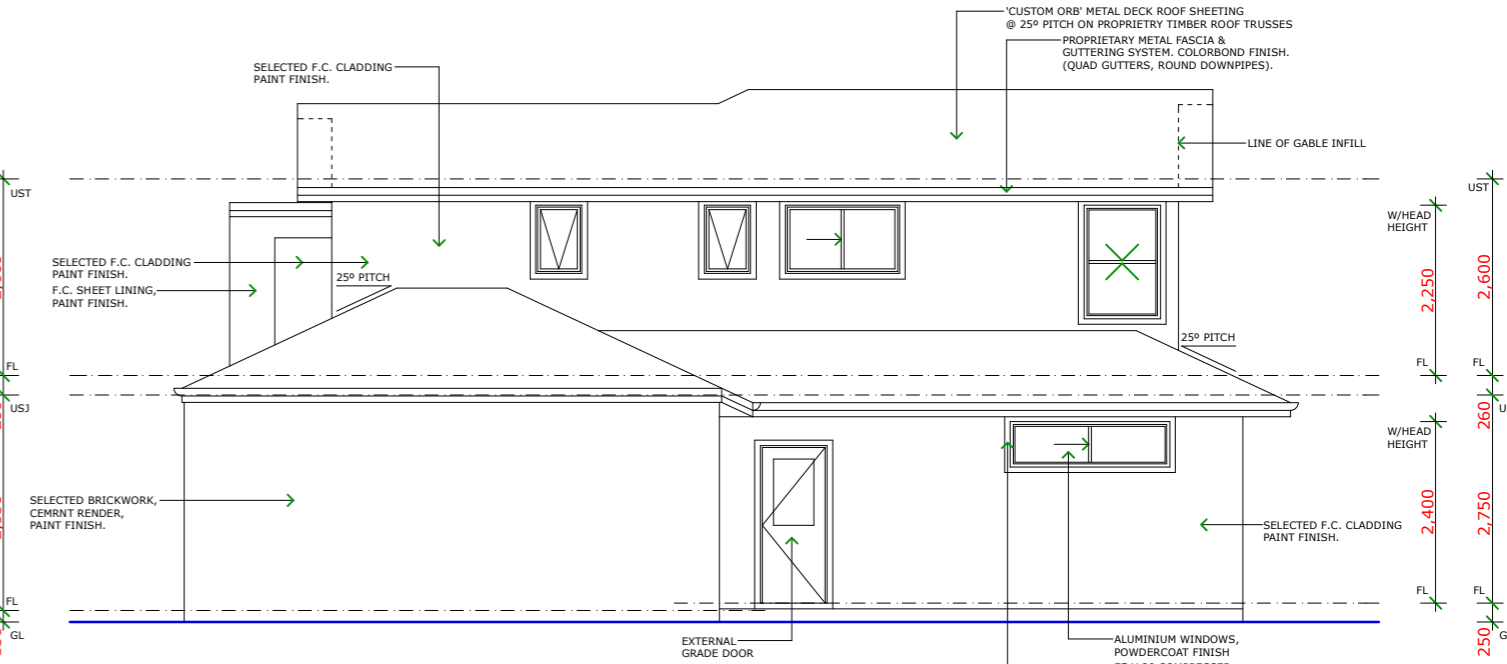 'CUSTOM ORB' METAL DECK ROOF SHEETING
@ 25º PITCH ON PROPRIETRY TIMBER ROOF TRUSSES
PROPRIETARY METAL FASCIA &
GUTTERING SYSTEM. COLORBOND FINISH.
(QUAD GUTTERS, ROUND DOWNPIPES).
SELECTED F.C. CLADDING
PAINT FINISH.
LINE OF GABLE INFILL
UST
UST
W/HEAD
HEIGHT
SELECTED F.C. CLADDING
PAINT FINISH.
F.C. SHEET LINING,
PAINT FINISH.
25º PITCH
2,250
2,600
25º PITCH
FL
FL
FL
USJ
260
U
W/HEAD
HEIGHT
2,400
2,750
SELECTED BRICKWORK,
CEMRNT RENDER,
PAINT FINISH.
SELECTED F.C. CLADDING
PAINT FINISH.
FL
FL
FL
GL
250
G
EXTERNAL
GRADE DOOR
ALUMINIUM WINDOWS,
POWDERCOAT FINISH